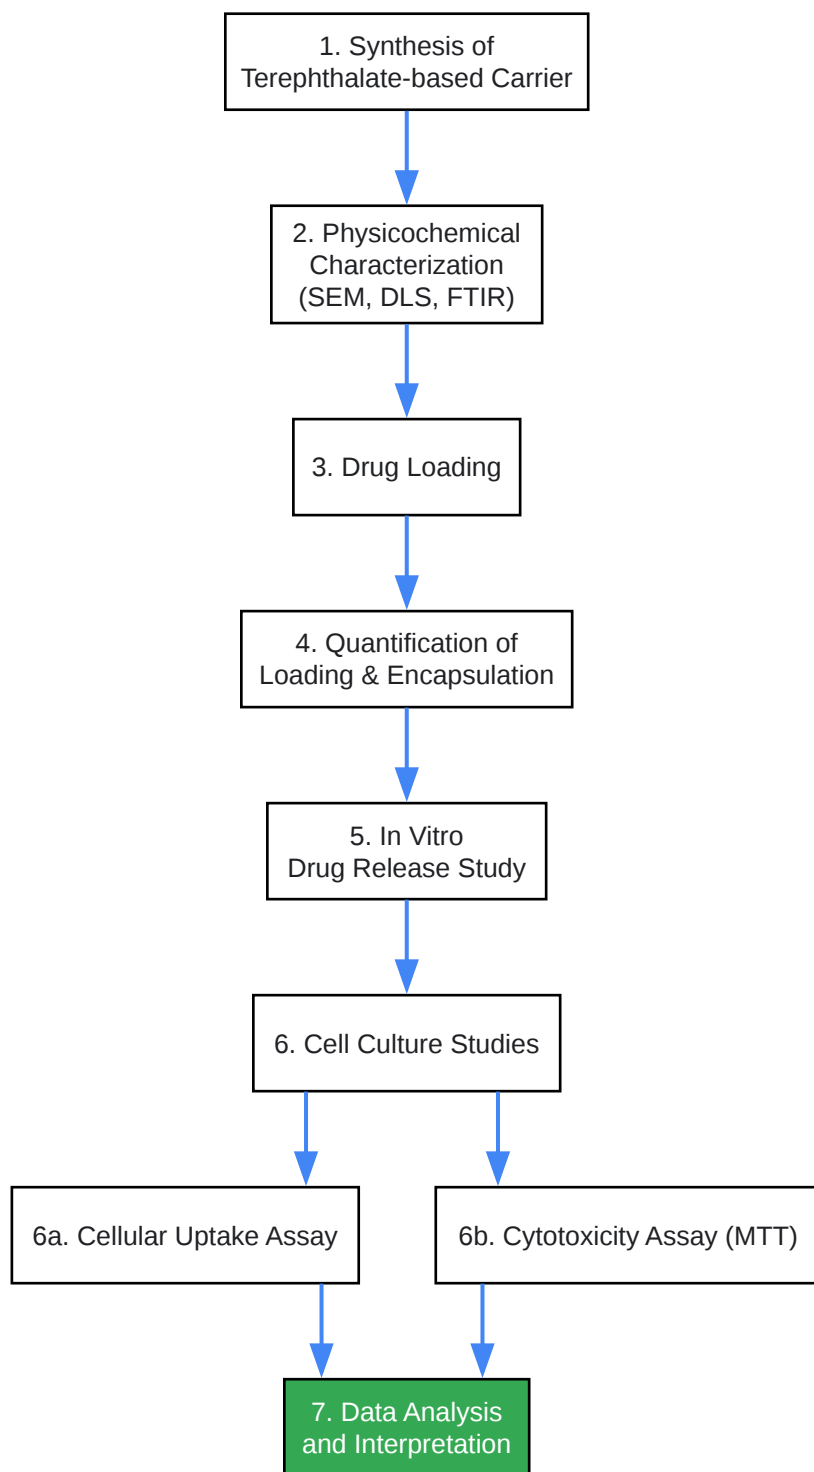 1. Synthesis of
Terephthalate-based Carrier
2. Physicochemical
Characterization
(SEM, DLS, FTIR)
3. Drug Loading
4. Quantification of
Loading & Encapsulation
5. In Vitro
Drug Release Study
6. Cell Culture Studies
6a. Cellular Uptake Assay
6b. Cytotoxicity Assay (MTT)
7. Data Analysis
and Interpretation